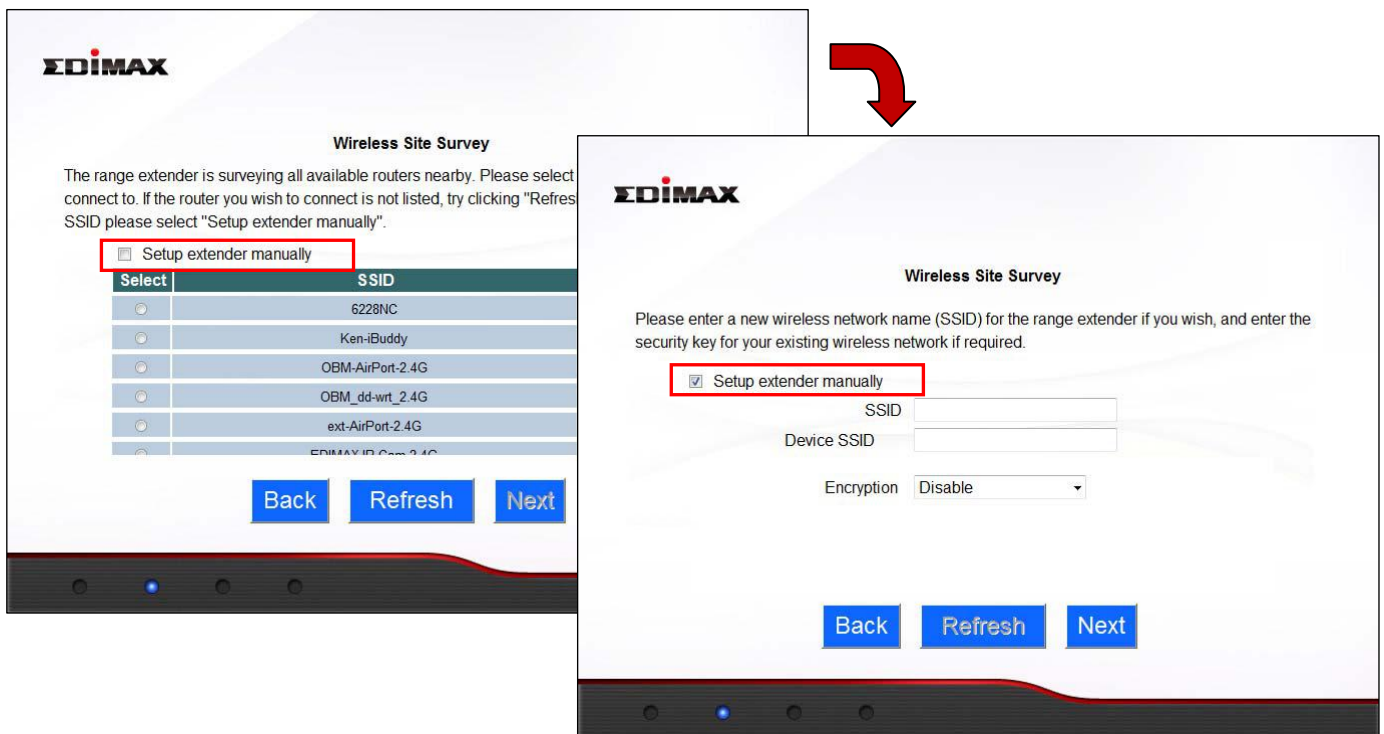 EDIMAX
Wireless Site Survey
The range extender is surveying all available routers nearby. Please select
connect to. If the router you wish to connect is not listed, try clicking "Refres
SSID please select "Setup extender manually".
Setup extender manually
Select SSID
6228NC
Ken-iBuddy
OBM-AirPort-2.4G
OBM_dd-wrt_2.4G
ext-AirPort-2.4G
EDIMAX IP Cam 2.4G
Back Refresh Next
EDIMAX
Wireless Site Survey
Please enter a new wireless network name (SSID) for the range extender if you wish, and enter the
security key for your existing wireless network if required.
Setup extender manually
SSID
Device SSID
Encryption Disable
Back Refresh Next